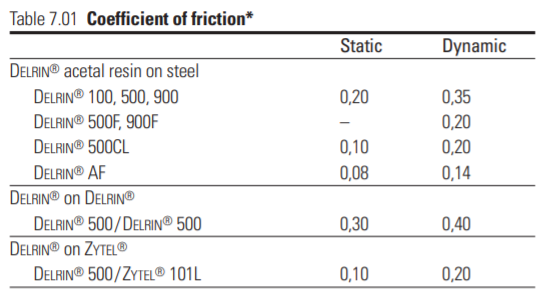 Table 7.01 Coefficient of friction*
Static Dynamic
DELRIN® acetal resin on steel
DELRIN® 100, 500, 900 0,20 0,35
DELRIN® 500F, 900F – 0,20
DELRIN® 500CL 0,10 0,20
DELRIN® AF 0,08 0,14
DELRIN® on DELRIN®
DELRIN® 500/DELRIN® 500 0,30 0,40
DELRIN® on ZYTEL®
DELRIN® 500/ZYTEL® 101L 0,10 0,20